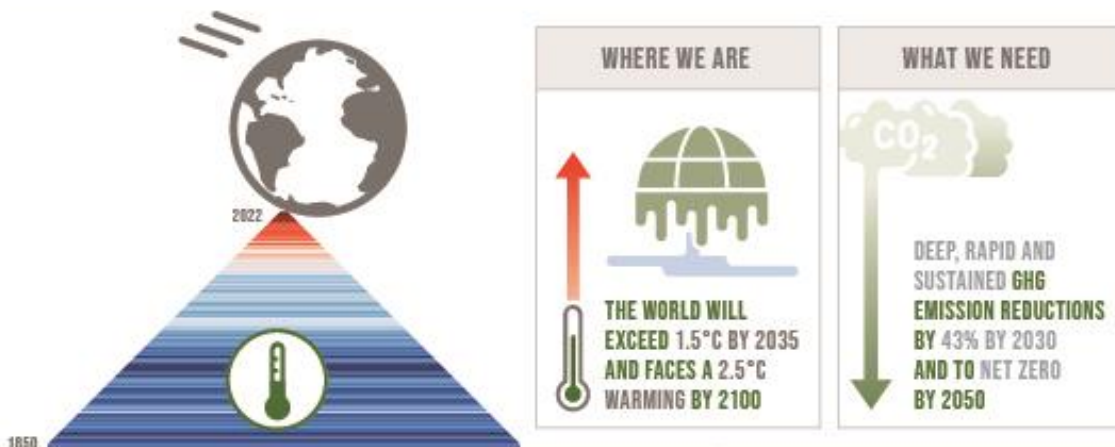 WHERE WE ARE
WHAT WE NEED
CO2
2022
1850
THE WORLD WILL
EXCEED 1.5°C BY 2035
AND FACES A 2.5°C
WARMING BY 2100
DEEP, RAPID AND
SUSTAINED GHG
EMISSION REDUCTIONS
BY 43% BY 2030
AND TO NET ZERO
BY 2050